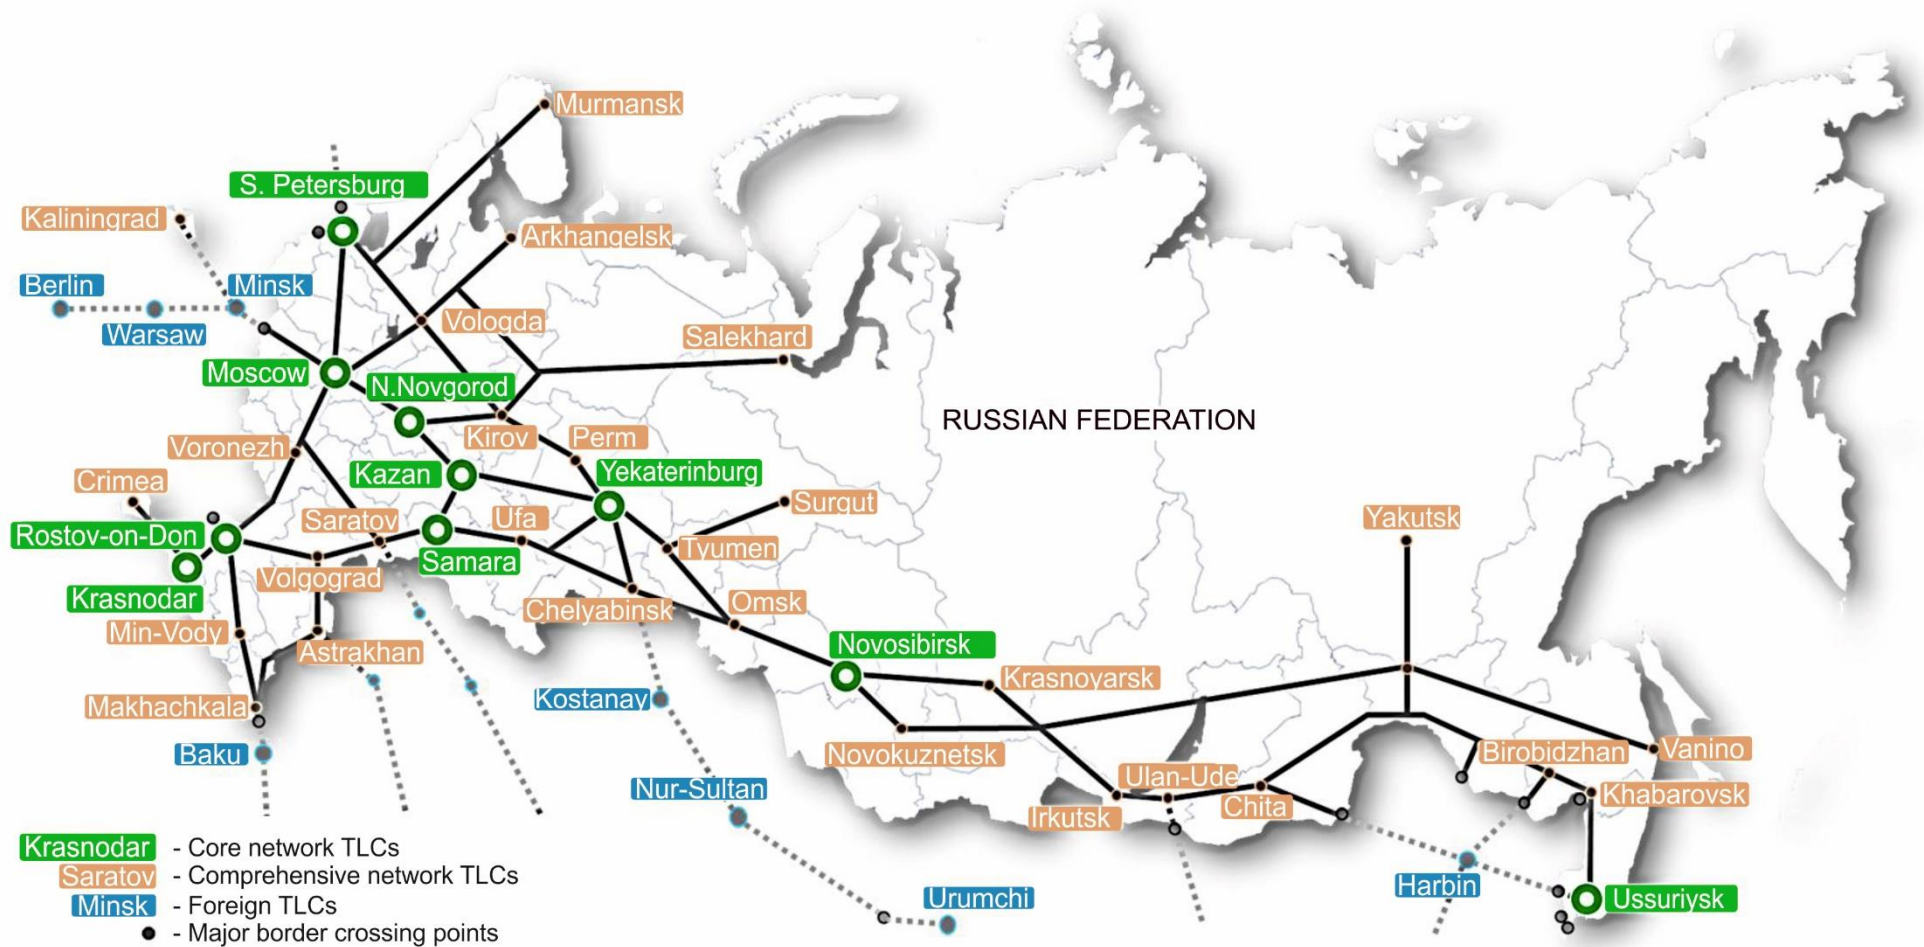 Murmansk
S. Petersburg
Kaliningrad
Arkhangelsk
Berlin
Minsk
Warsaw
Vologda
Salekhard
Moscow
N.Novgorod
RUSSIAN FEDERATION
Voronezh
Kirov
Perm
Kazan
Yekaterinburg
Crimea
Surgut
Saratov
Ufa
Yakutsk
Rostov-on-Don
Samara
Tyumen
Volgograd
Krasnodar
Chelyabinsk
Omsk
Min-Vody
Astrakhan
Novosibirsk
Krasnoyarsk
Kostanay
Makhachkala
Baku
Novokuznetsk
Birobidzhan
Vanino
Nur-Sultan
Ulan-Ude
Chita
Irkutsk
Khabarovsk
Harbin
Urumchi
Ussuriysk
Krasnodar - Core network TLCs
Saratov - Comprehensive network TLCs
Minsk - Foreign TLCs
- Major border crossing points